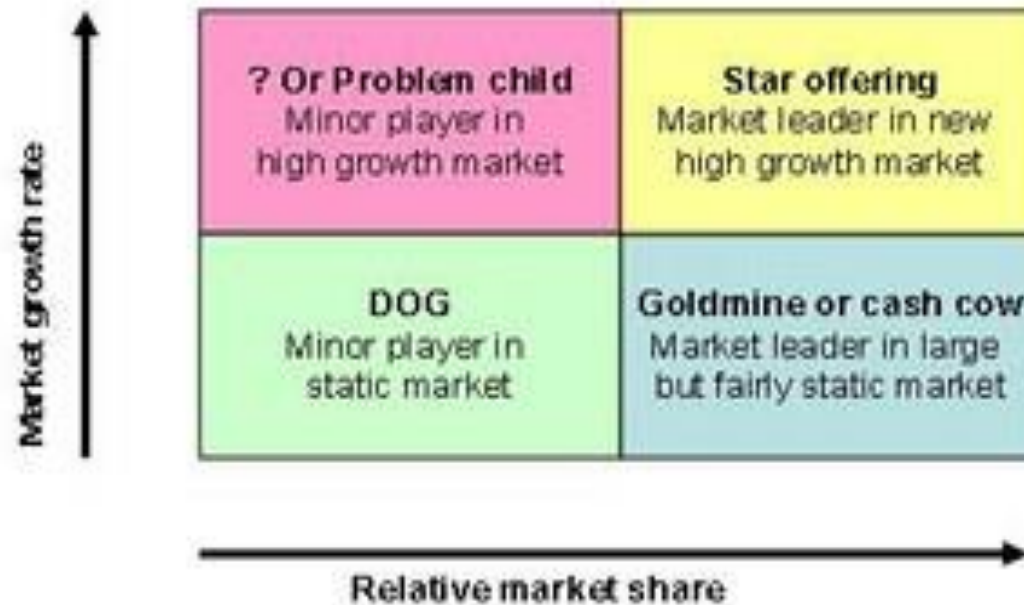 Market growth rate
? Or Problem child
Minor player in
high growth market
Star offering
Market leader in new
high growth market
DOG
Minor player in
static market
Goldmine or cash cow
Market leader in large
but fairly static market
Relative market share